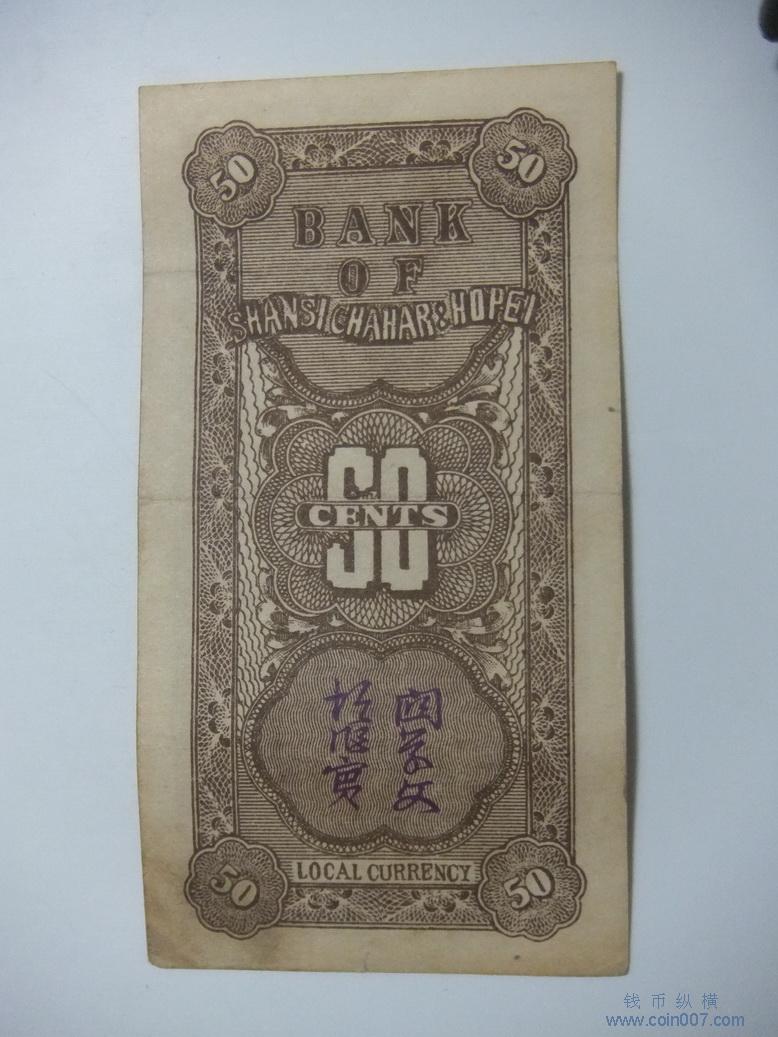 50
50
BANK
OF
SHANSI CHAHAR & HOPEI
50
CENTS
LOCAL CURRENCY
50
50
钱币纵横
www.coin007.com